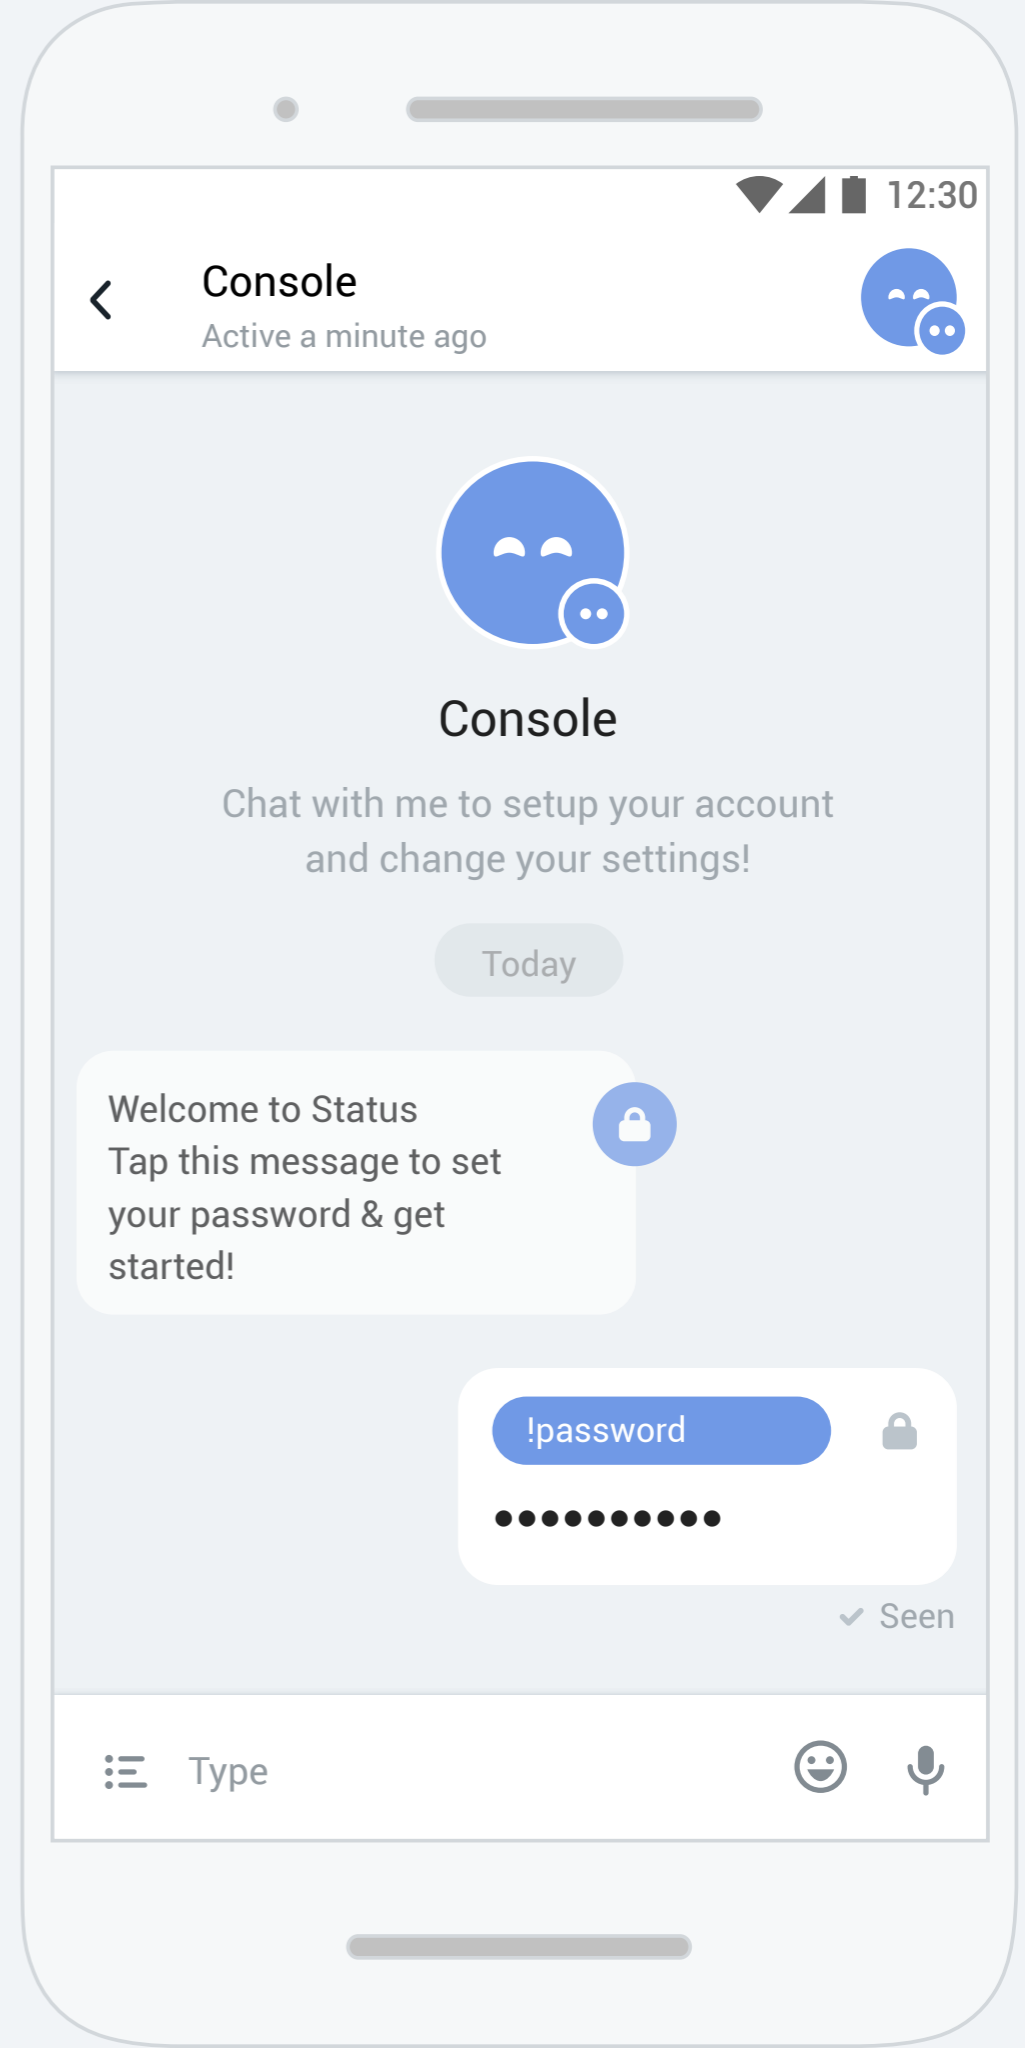 12:30
Console
Active a minute ago
Console
Chat with me to setup your account
and change your settings!
Today
Welcome to Status
Tap this message to set
your password & get
started!
!password
●●●●●●●●●●
Seen
Type